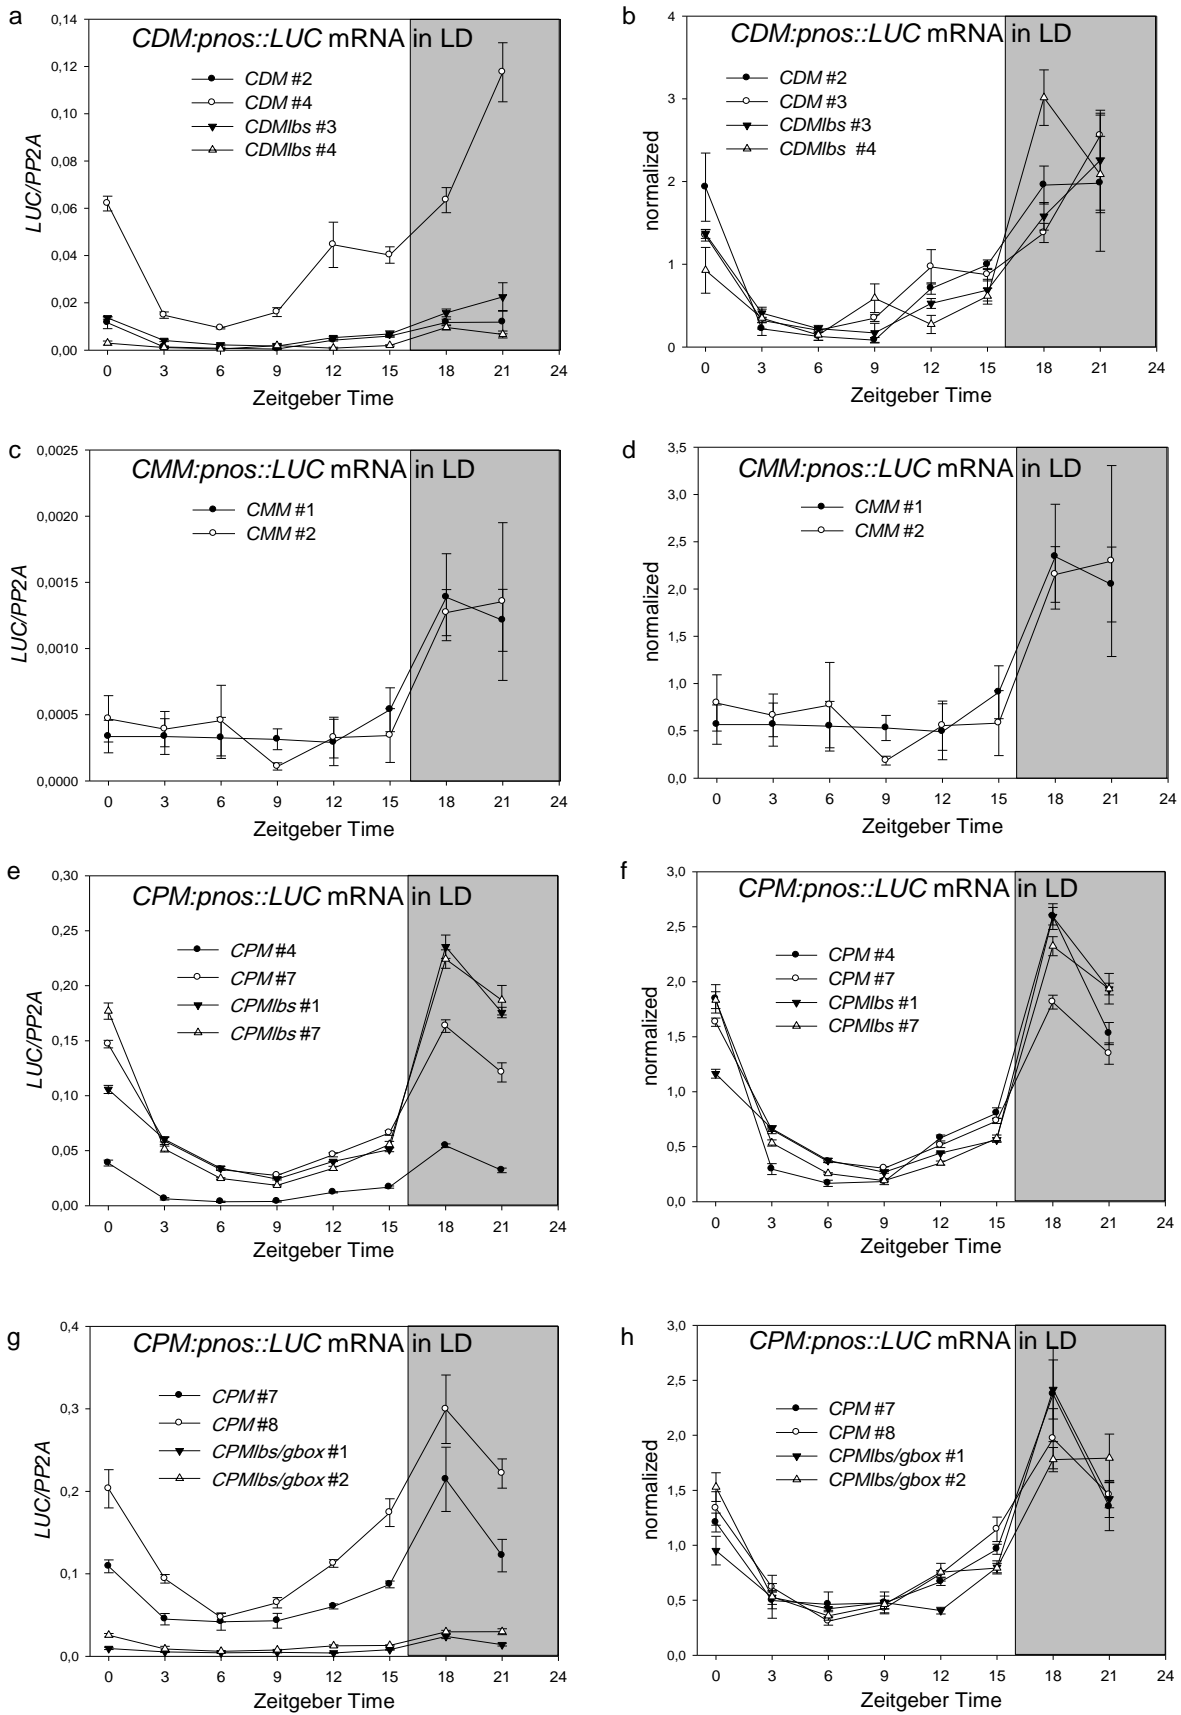 a
CDM:pnos::LUC mRNA in LD
CDM #2
CDM #4
CDMlbs #3
CDMlbs #4
LUC/PP2A
0,14
0,12
0,10
0,08
0,06
0,04
0,02
0,00
0 3 6 9 12 15 18 21 24
Zeitgeber Time
b
CDM:pnos::LUC mRNA in LD
CDM #2
CDM #3
CDMlbs #3
CDMlbs #4
normalized
4
3
2
1
0
0 3 6 9 12 15 18 21 24
Zeitgeber Time
c
CMM:pnos::LUC mRNA in LD
CMM #1
CMM #2
LUC/PP2A
0,0025
0,0020
0,0015
0,0010
0,0005
0,0000
0 3 6 9 12 15 18 21 24
Zeitgeber Time
d
CMM:pnos::LUC mRNA in LD
CMM #1
CMM #2
normalized
3,5
3,0
2,5
2,0
1,5
1,0
0,5
0,0
0 3 6 9 12 15 18 21 24
Zeitgeber Time
e
CPM:pnos::LUC mRNA in LD
CPM #4
CPM #7
CPMlbs #1
CPMlbs #7
LUC/PP2A
0,30
0,25
0,20
0,15
0,10
0,05
0,00
0 3 6 9 12 15 18 21 24
Zeitgeber Time
f
CPM:pnos::LUC mRNA in LD
CPM #4
CPM #7
CPMlbs #1
CPMlbs #7
normalized
3,0
2,5
2,0
1,5
1,0
0,5
0,0
0 3 6 9 12 15 18 21 24
Zeitgeber Time
g
CPM:pnos::LUC mRNA in LD
CPM #7
CPM #8
CPMlbs/gbox #1
CPMlbs/gbox #2
LUC/PP2A
0,4
0,3
0,2
0,1
0,0
0 3 6 9 12 15 18 21 24
Zeitgeber Time
h
CPM:pnos::LUC mRNA in LD
CPM #7
CPM #8
CPMlbs/gbox #1
CPMlbs/gbox #2
normalized
3,0
2,5
2,0
1,5
1,0
0,5
0,0
0 3 6 9 12 15 18 21 24
Zeitgeber Time